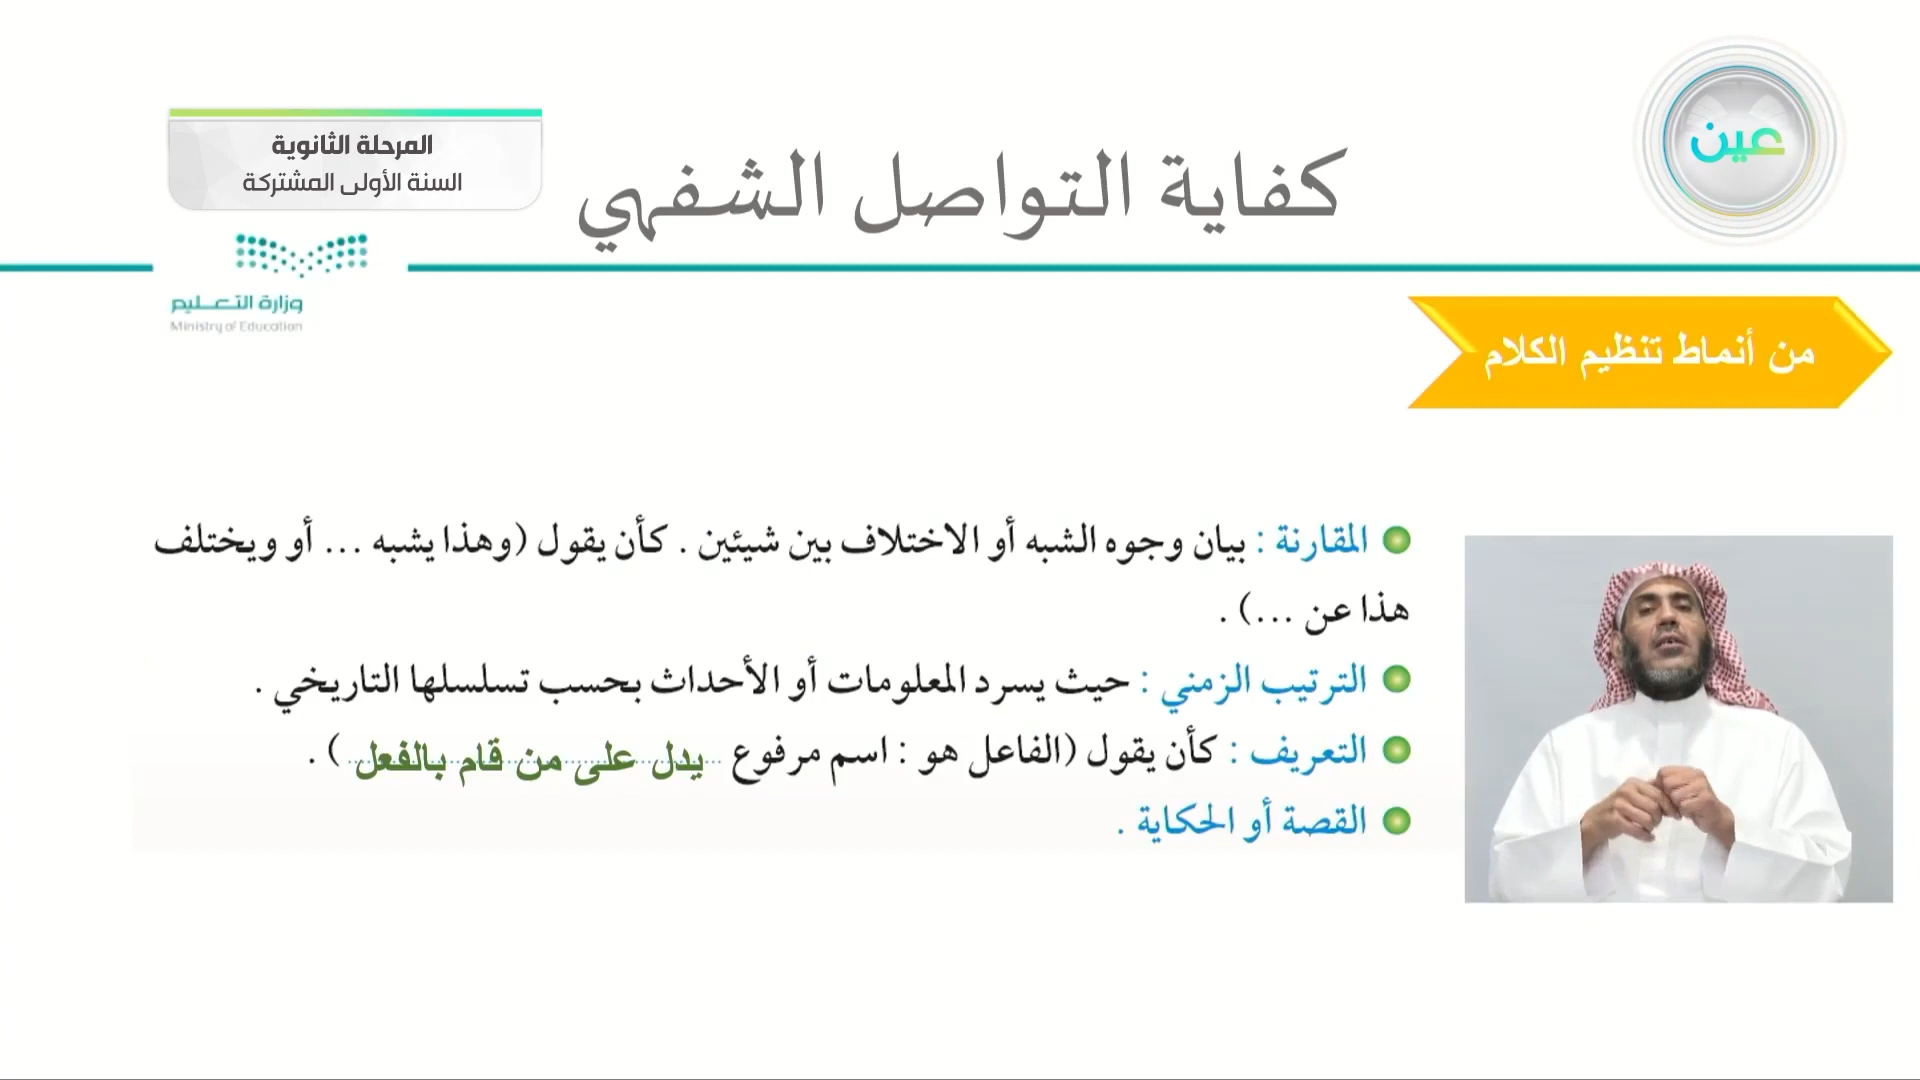 عين
المرحلة الثانوية
السنة الأولى المشتركة
كفاية التواصل الشفهي
وزارة التعليم
Ministry of Education
من أنماط تنظيم الكلام
المقارنة : بيان وجوه الشبه أو الاختلاف بين شيئين . كأن يقول (وهذا يشبه ... أو ويختلف
هذا عن ...) .
الترتيب الزمني : حيث يسرد المعلومات أو الأحداث بحسب تسلسلها التاريخي .
التعريف : كأن يقول (الفاعل هو : اسم مرفوع يدل على من قام بالفعل ) .
القصة أو الحكاية .